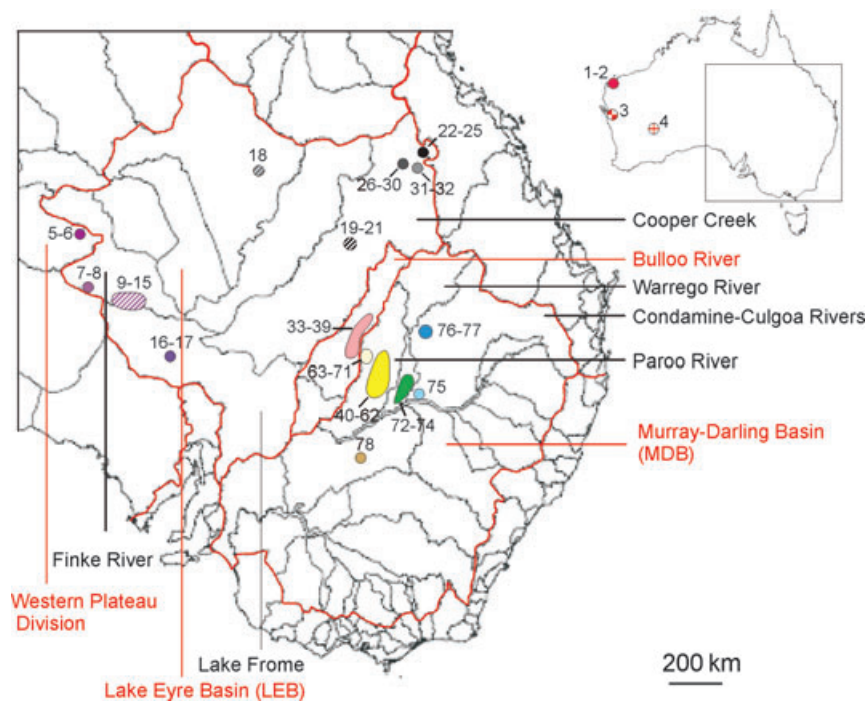 1-2
3
4
22-25
18
26-30
31-32
Cooper Creek
5-6
19-21
Bulloo River
7-8
9-15
Warrego River
33-39
76-77
Condamine-Culgoa Rivers
16-17
63-71
Paroo River
40-62
75
72-74
78
Murray-Darling Basin
(MDB)
Finke River
Western Plateau
Division
Lake Frome
Lake Eyre Basin (LEB)
200 km